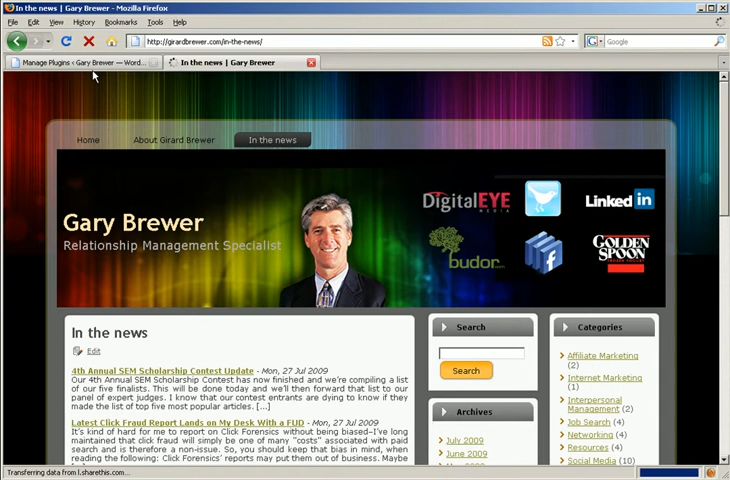 In the news | Gary Brewer - Mozilla Firefox
File Edit View History Bookmarks Tools Help
http://girardbrewer.com/in-the-news/
Google
Manage Plugins ‹ Gary Brewer — Word...
In the news | Gary Brewer
Home About Girard Brewer In the news
Gary Brewer
Relationship Management Specialist
DigitalEYE
MEDIA
Linked in
budor
f
GOLDEN
SPOON
In the news
Edit
4th Annual SEM Scholarship Contest Update - Mon, 27 Jul 2009
Our 4th Annual SEM Scholarship Contest has now finished and we're compiling a list
of our five finalists. This will be done today and we'll then forward that list to our
panel of expert judges. I know that our contest entrants are dying to know if they
made the list of top five most popular articles. [...]
Latest Click Fraud Report Lands on My Desk With a FUD - Mon, 27 Jul 2009
It's kind of hard for me to report on Click Forensics without being biased–I've long
maintained that click fraud will simply be one of many "costs" associated with paid
search and is therefore a non-issue. So, you should keep that bias in mind, when
reading the following: Click Forensics' reports may put them out of business. Maybe
Search
Search
Archives
July 2009
June 2009
Categories
Affiliate Marketing
(2)
Internet Marketing
(1)
Interpersonal
Management (2)
Job Search (4)
Networking (4)
Resources (4)
Social Media (10)
Transferring data from l.sharethis.com...